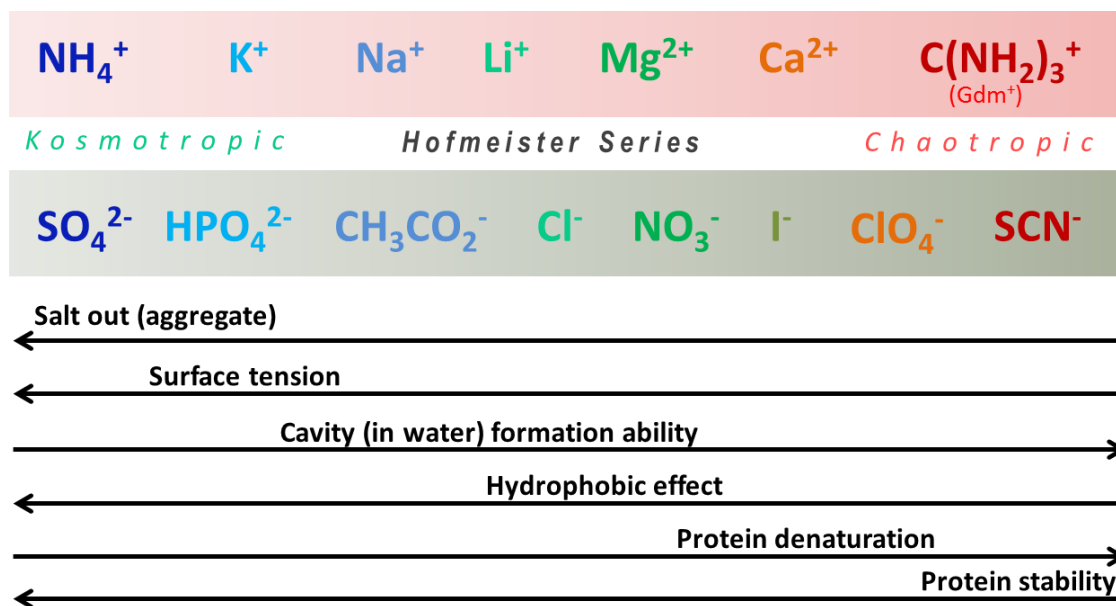 NH₄⁺ K⁺ Na⁺ Li⁺ Mg²⁺ Ca²⁺ C(NH₂)₃⁺
(Gdm⁺)
Kosmotropic Hofmeister Series Chaotropic
SO₄²⁻ HPO₄²⁻ CH₃CO₂⁻ Cl⁻ NO₃⁻ I⁻ ClO₄⁻ SCN⁻
Salt out (aggregate)
Surface tension
Cavity (in water) formation ability
Hydrophobic effect
Protein denaturation
Protein stability